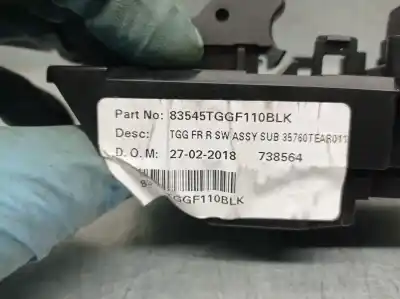 Part No: 83545TGGF110BLK
Desc: TGG FR R SW ASSY SUB 35760TEAR011
D. O. M: 27-02-2018 738564
TGGF110BLK